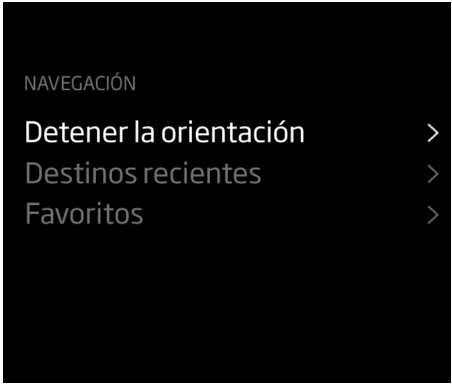 NAVEGACIÓN
Detener la orientación >
Destinos recientes >
Favoritos >